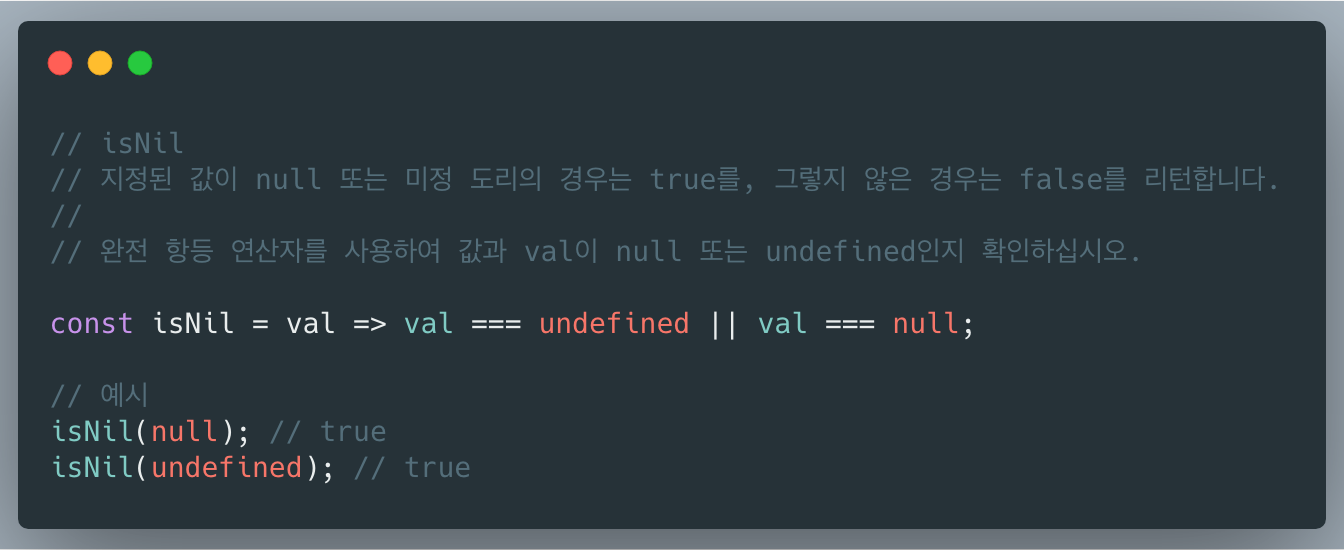 // isNil
// 지정된 값이 null 또는 미정 도리의 경우는 true를, 그렇지 않은 경우는 false를 리턴합니다.
//
// 완전 항등 연산자를 사용하여 값과 val이 null 또는 undefined인지 확인하십시오.
const isNil = val => val === undefined || val === null;
// 예시
isNil(null); // true
isNil(undefined); // true